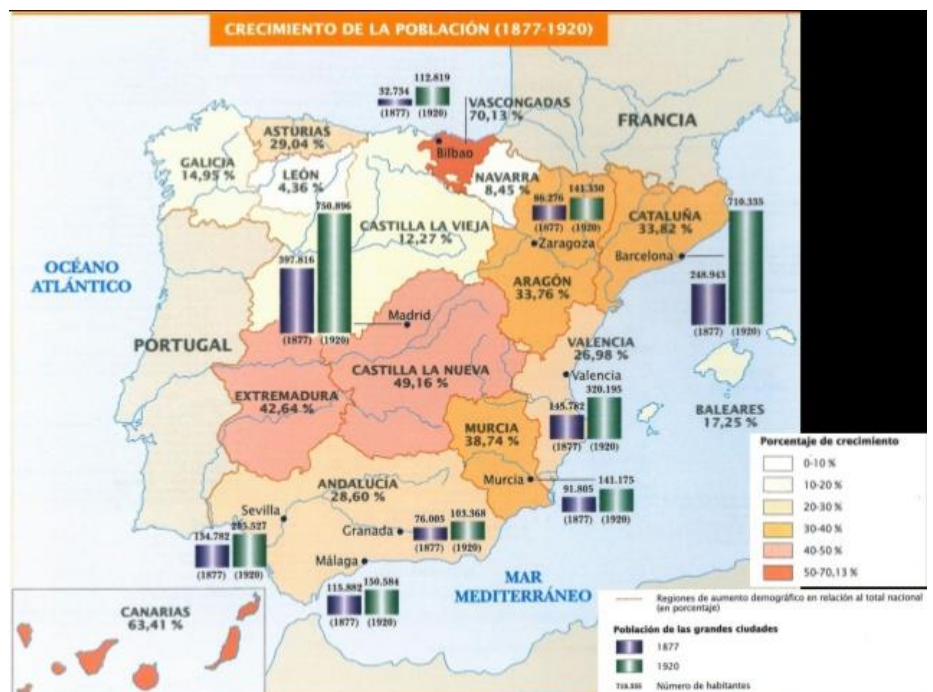 CRECIMIENTO DE LA POBLACIÓN (1877-1920)
112.819
32.734
(1877)
(1920)
VASCONGADAS
70,13 %
Bilbao
FRANCIA
ASTURIAS
29,04 %
GALICIA
14,95 %
LEÓN
4,36 %
NAVARRA
8,45 %
750.896
397.816
(1877)
(1920)
CASTILLA LA VIEJA
12,27 %
141.350
86.276
(1877)
(1920)
Zaragoza
CATALUÑA
33,82 %
Barcelona
710.335
248.943
(1877)
(1920)
OCÉANO
ATLÁNTICO
ARAGÓN
33,76 %
Madrid
PORTUGAL
VALENCIA
26,98 %
Valencia
320.195
145.782
(1877)
(1920)
CASTILLA LA NUEVA
49,16 %
EXTREMADURA
42,64 %
BALEARES
17,25 %
MURCIA
38,74 %
Murcia
141.175
91.805
(1877)
(1920)
ANDALUCÍA
28,60 %
Sevilla
134.782
(1877)
(1920)
Granada
76.005
103.368
(1877)
(1920)
Málaga
115.882
150.584
(1877)
(1920)
MAR
MEDITERRÁNEO
CANARIAS
63,41 %
Porcentaje de crecimiento
0-10 %
10-20 %
20-30 %
30-40 %
40-50 %
50-70,13 %
Regiones de aumento demográfico en relación al total nacional
(en porcentaje)
Población de las grandes ciudades
1877
1920
Número de habitantes